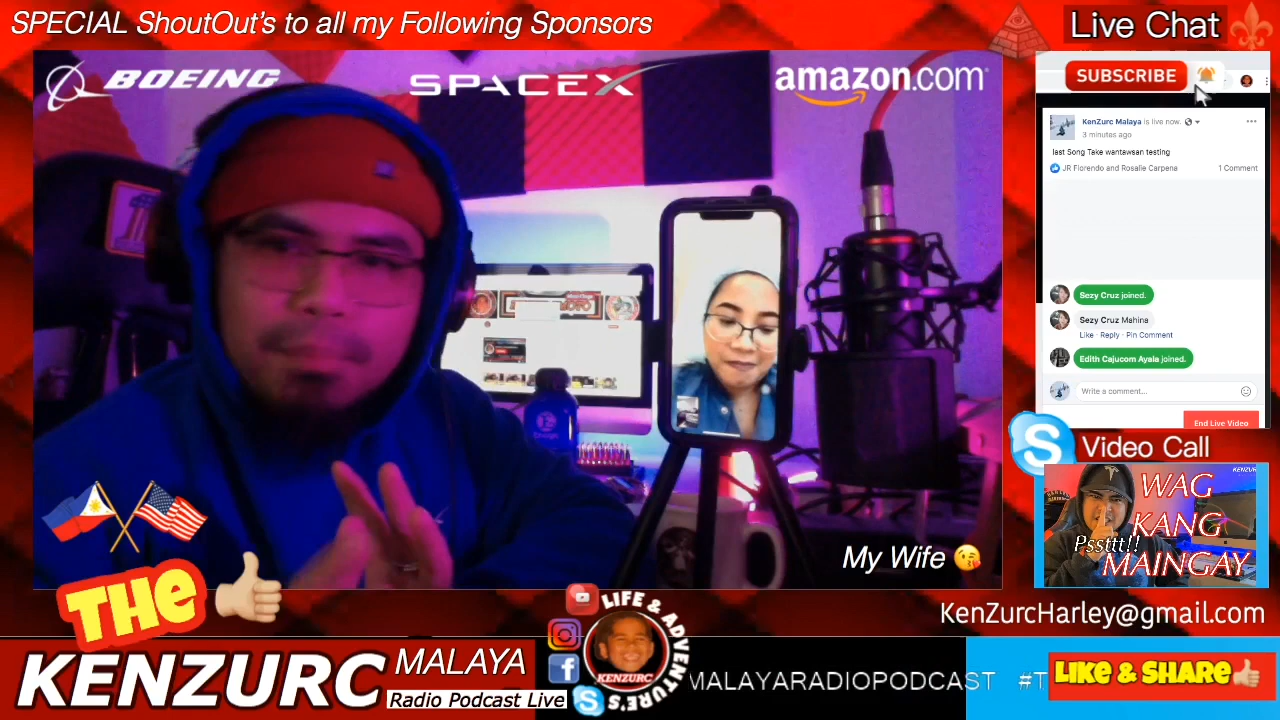 SPECIAL ShoutOut's to all my Following Sponsors
Live Chat
BOEING
SPACEX
amazon.com
SUBSCRIBE
KenZurc Malaya is live now.
3 minutes ago
last Song Take wantawsan testing
JR Florendo and Rosalie Carpena
1 Comment
Sezy Cruz joined.
Sezy Cruz Mahina
Like · Reply · Pin Comment
Edith Cajucom Ayala joined.
Write a comment...
End Live Video
Video Call
KENZURC
WAG
KANG
Pssttt!!
MAINGAY
My Wife
KenZurcHarley@gmail.com
THE
KENZURC
MALAYA
Radio Podcast Live
LIFE & ADVENTURE'S
KENZURC
MALAYARADIOPODCAST #T
LIKE & SHARE